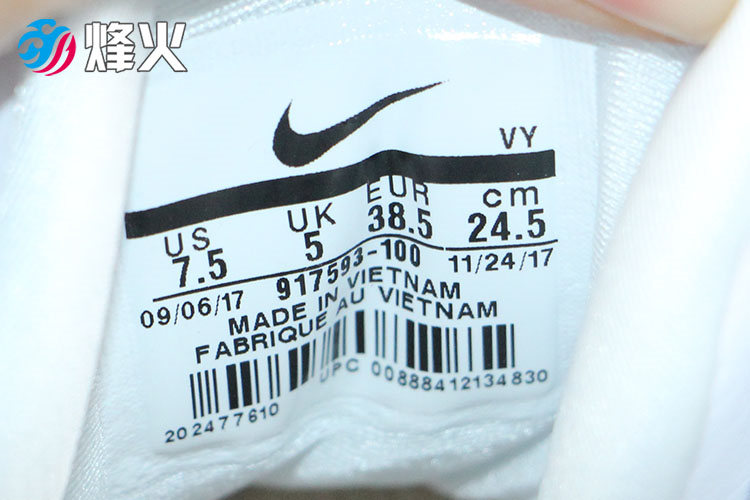 烽火
VY
US UK EUR cm
7.5 5 38.5 24.5
09/06/17 917593-100 11/24/17
MADE IN VIETNAM
FABRIQUE AU VIETNAM
UPC 00888412134830
202477610